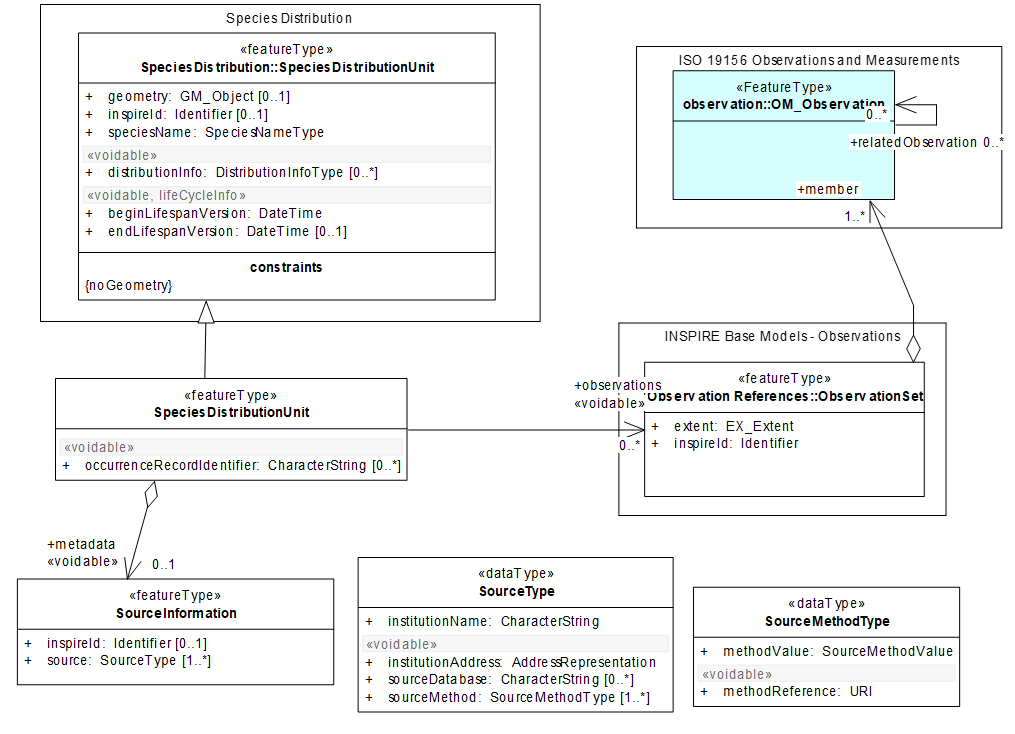 Species Distribution
«featureType»
SpeciesDistribution::SpeciesDistributionUnit
+ geometry: GM_Object [0..1]
+ inspireId: Identifier [0..1]
+ speciesName: SpeciesNameType
«voidable»
+ distributionInfo: DistributionInfoType [0..*]
«voidable, lifeCycleInfo»
+ beginLifespanVersion: DateTime
+ endLifespanVersion: DateTime [0..1]
constraints
{noGeometry}
ISO 19156 Observations and Measurements
«FeatureType»
observation::OM_Observation
0..*
+relatedObservation 0..*
+member
1..*
INSPIRE Base Models - Observations
«featureType»
Observation References::ObservationSet
+ extent: EX_Extent
+ inspireId: Identifier
+observations
«voidable»
0..*
«featureType»
SpeciesDistributionUnit
«voidable»
+ occurrenceRecordIdentifier: CharacterString [0..*]
+metadata
«voidable»
0..1
«featureType»
SourceInformation
+ inspireId: Identifier [0..1]
+ source: SourceType [1..*]
«dataType»
SourceType
+ institutionName: CharacterString
«voidable»
+ institutionAddress: AddressRepresentation
+ sourceDatabase: CharacterString [0..*]
+ sourceMethod: SourceMethodType [1..*]
«dataType»
SourceMethodType
+ methodValue: SourceMethodValue
«voidable»
+ methodReference: URI